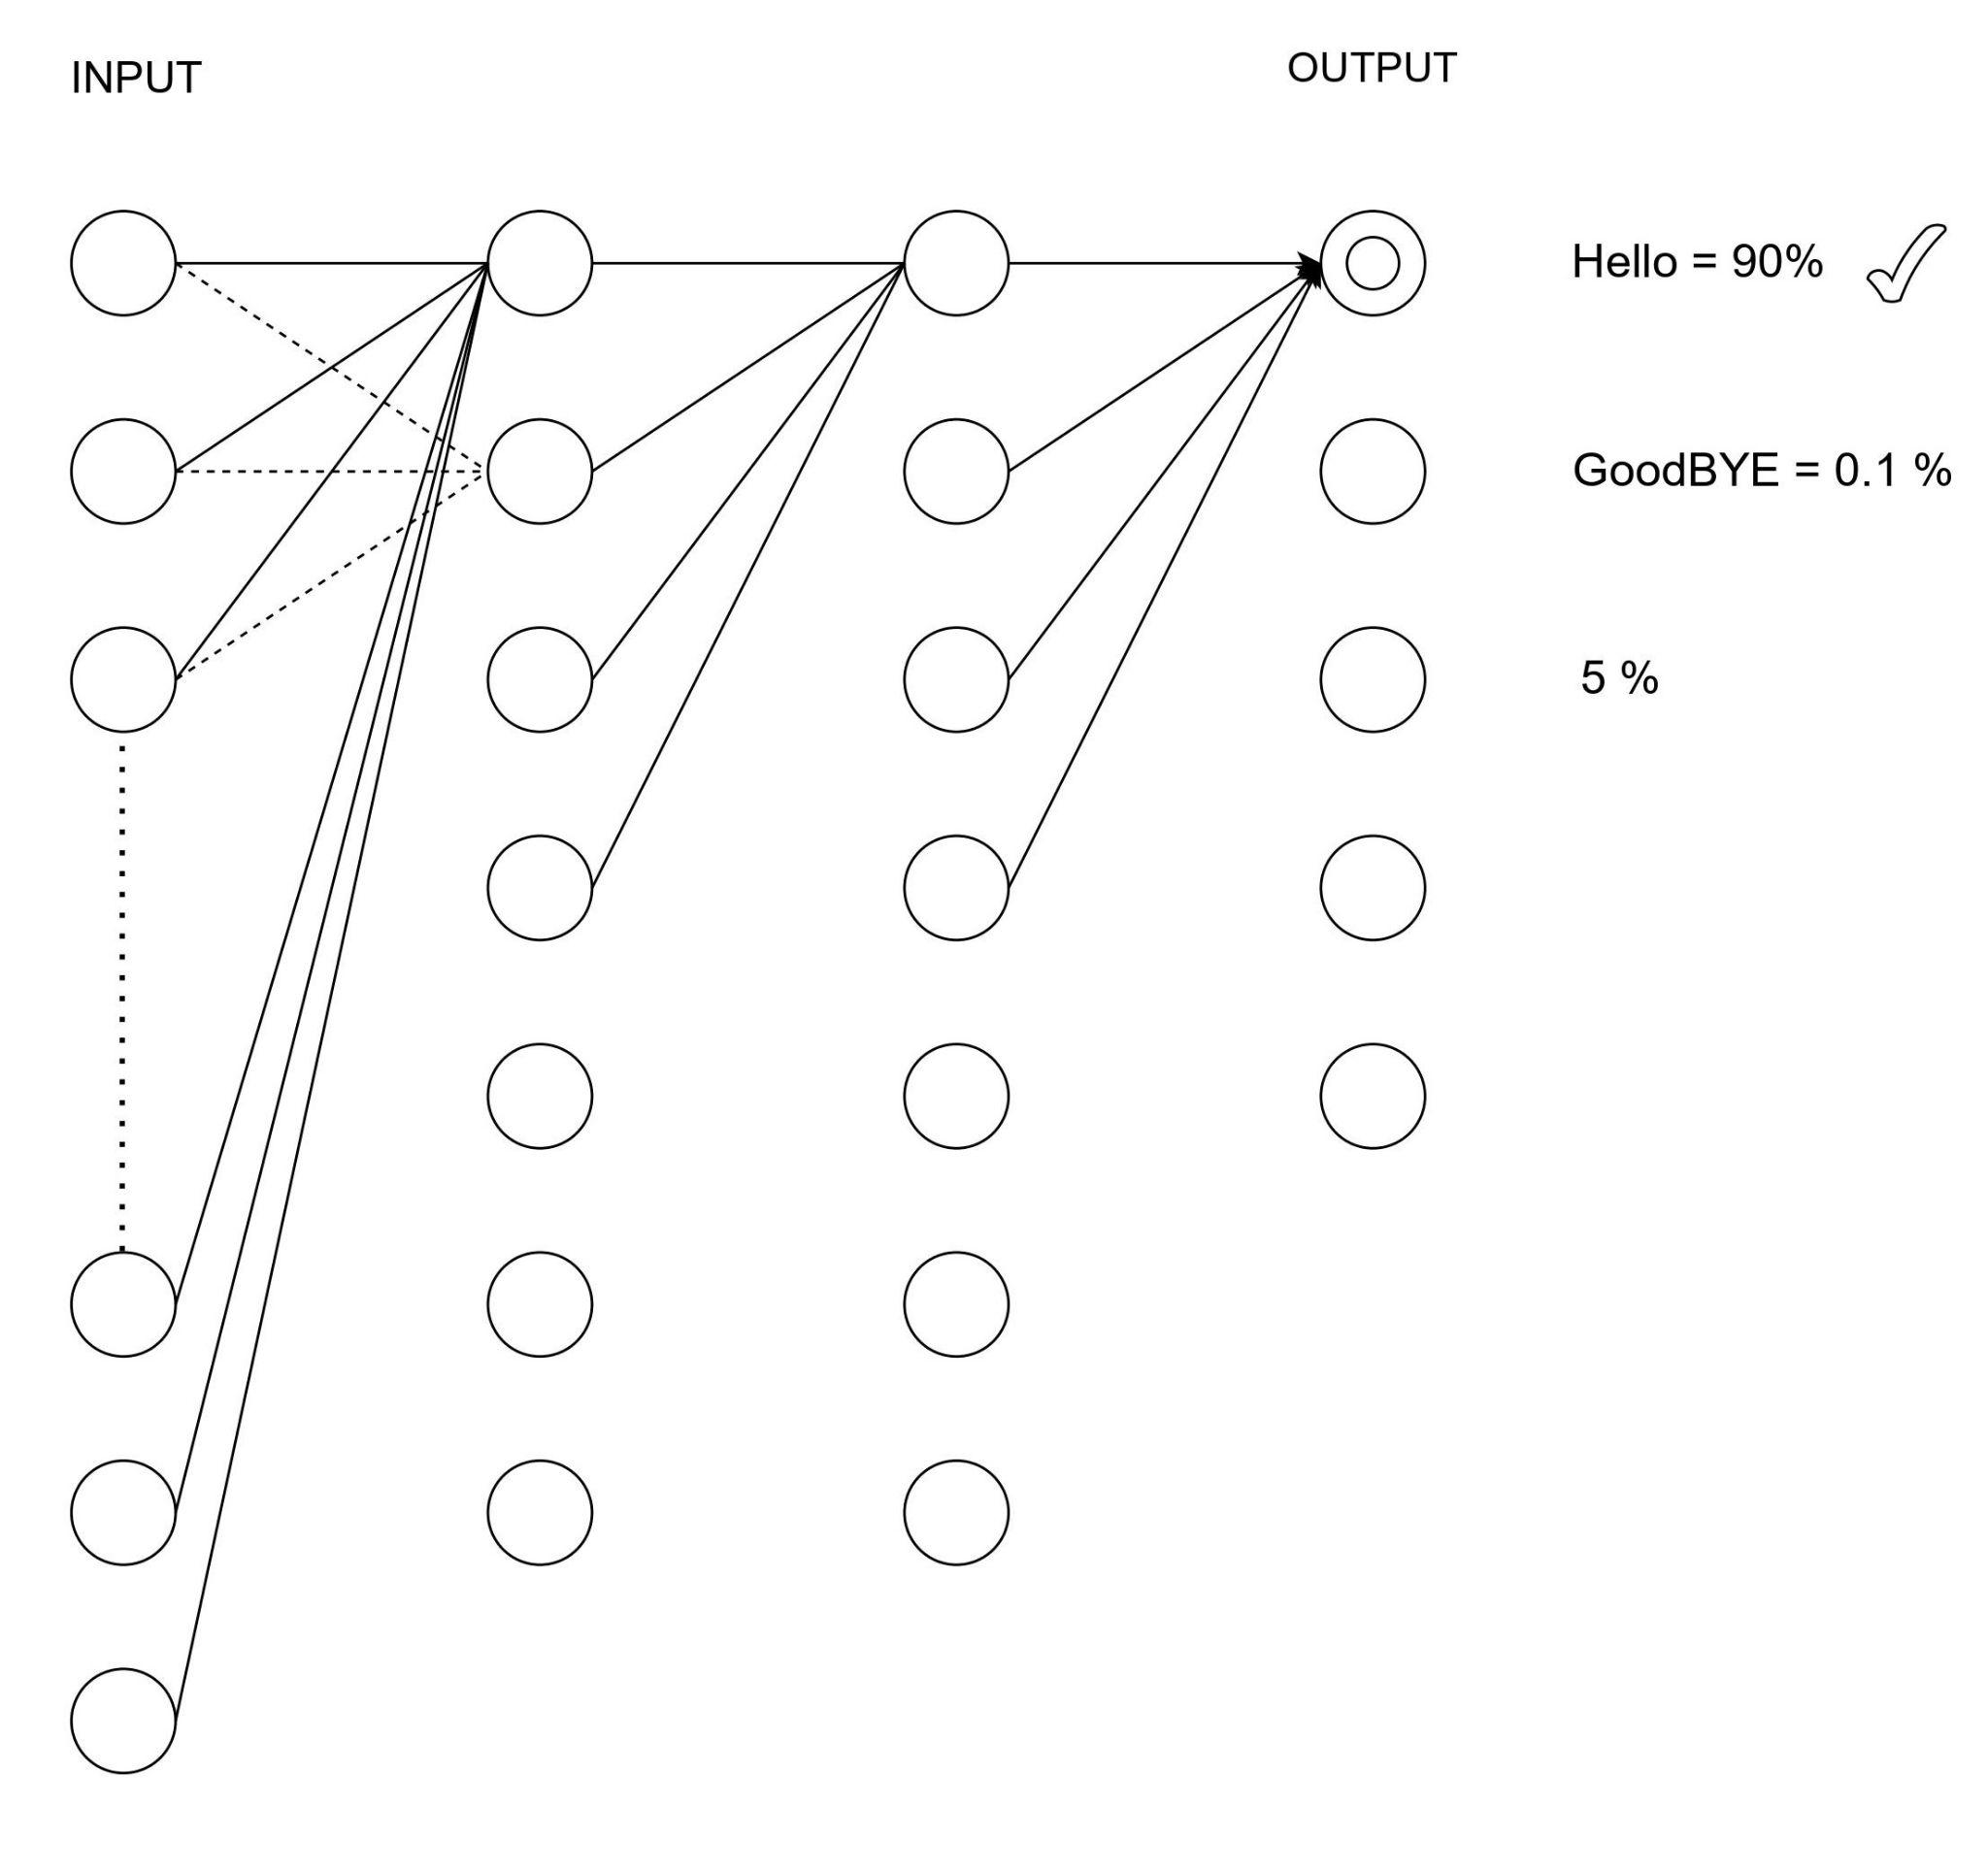 INPUT
OUTPUT
Hello = 90%
GoodBYE = 0.1 %
5 %